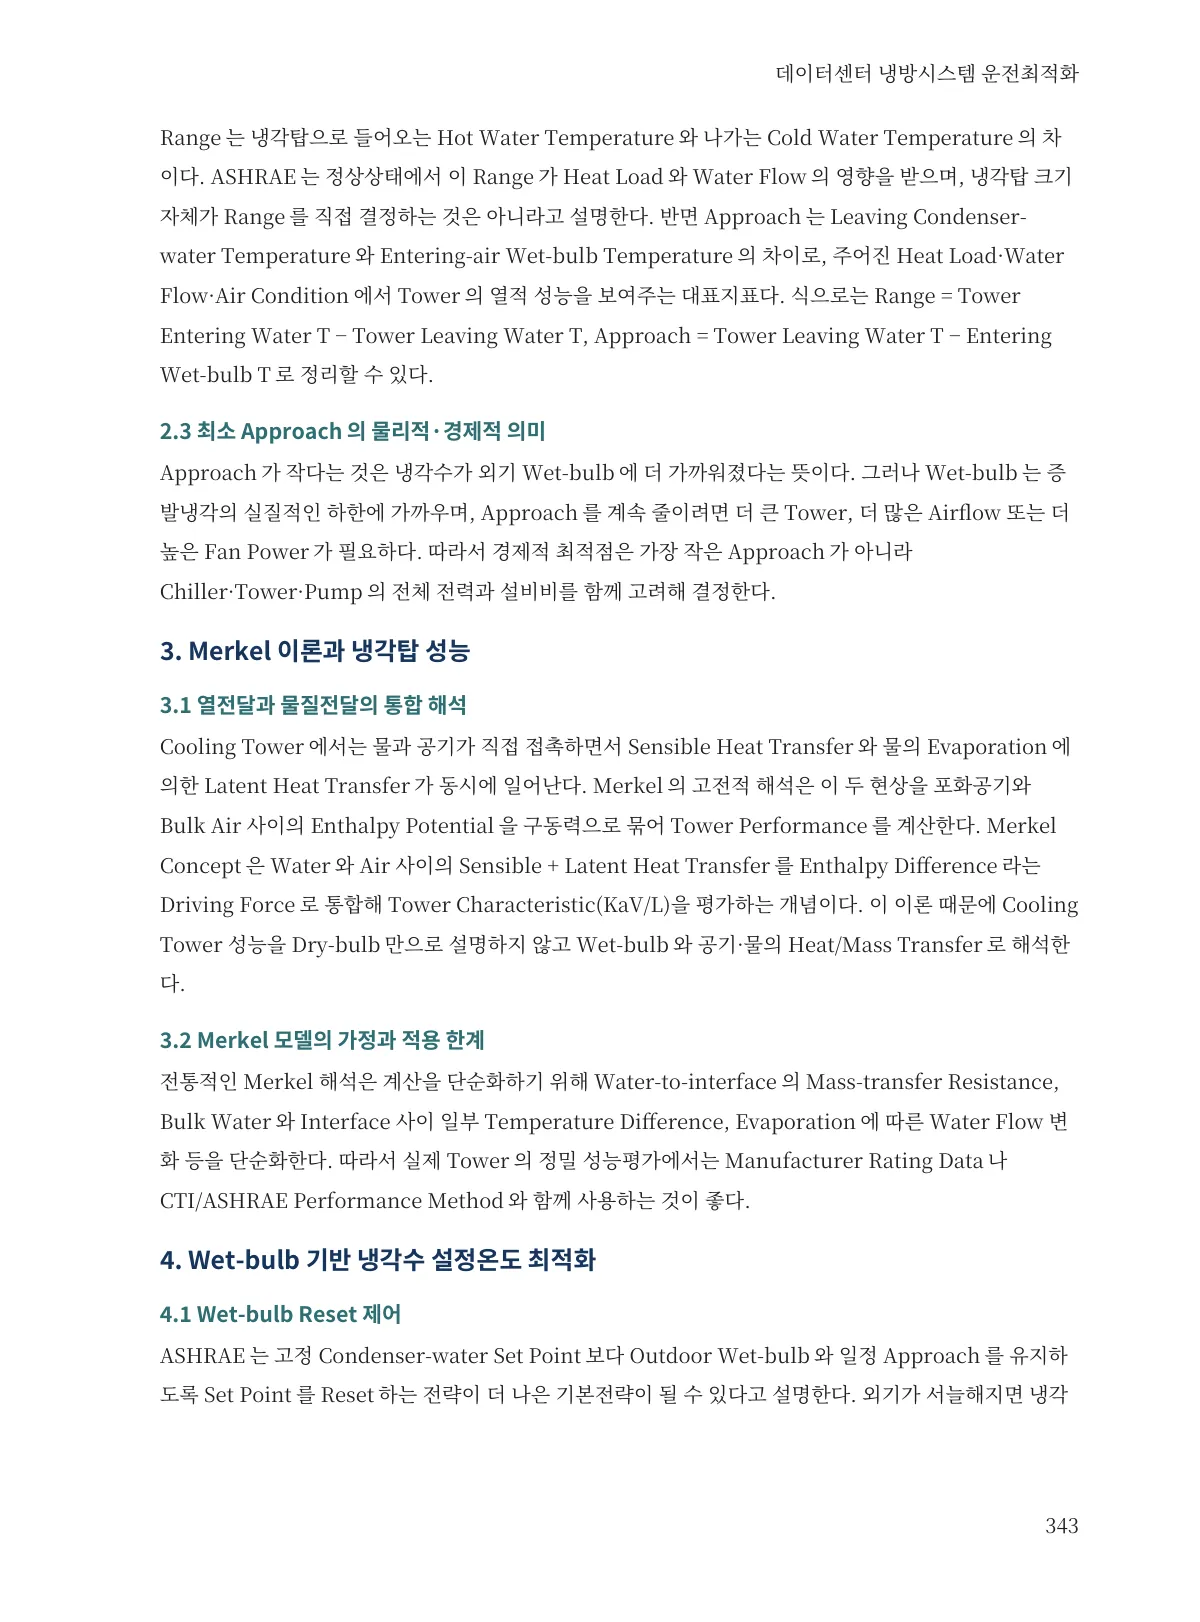 데이터센터 냉방시스템 운전최적화
Range 는 냉각탑으로 들어오는 Hot Water Temperature 와 나가는 Cold Water Temperature 의 차
이다. ASHRAE 는 정상상태에서 이 Range 가 Heat Load 와 Water Flow 의 영향을 받으며, 냉각탑 크기
자체가 Range 를 직접 결정하는 것은 아니라고 설명한다. 반면 Approach 는 Leaving Condenser-
water Temperature 와 Entering-air Wet-bulb Temperature 의 차이로, 주어진 Heat Load·Water
Flow·Air Condition 에서 Tower 의 열적 성능을 보여주는 대표지표다. 식으로는 Range = Tower
Entering Water T − Tower Leaving Water T, Approach = Tower Leaving Water T − Entering
Wet-bulb T 로 정리할 수 있다.
2.3 최소 Approach 의 물리적·경제적 의미
Approach 가 작다는 것은 냉각수가 외기 Wet-bulb 에 더 가까워졌다는 뜻이다. 그러나 Wet-bulb 는 증
발냉각의 실질적인 하한에 가까우며, Approach 를 계속 줄이려면 더 큰 Tower, 더 많은 Airflow 또는 더
높은 Fan Power 가 필요하다. 따라서 경제적 최적점은 가장 작은 Approach 가 아니라
Chiller·Tower·Pump 의 전체 전력과 설비비를 함께 고려해 결정한다.
3. Merkel 이론과 냉각탑 성능
3.1 열전달과 물질전달의 통합 해석
Cooling Tower 에서는 물과 공기가 직접 접촉하면서 Sensible Heat Transfer 와 물의 Evaporation 에
의한 Latent Heat Transfer 가 동시에 일어난다. Merkel 의 고전적 해석은 이 두 현상을 포화공기와
Bulk Air 사이의 Enthalpy Potential 을 구동력으로 묶어 Tower Performance 를 계산한다. Merkel
Concept 은 Water 와 Air 사이의 Sensible + Latent Heat Transfer 를 Enthalpy Difference 라는
Driving Force 로 통합해 Tower Characteristic(KaV/L)을 평가하는 개념이다. 이 이론 때문에 Cooling
Tower 성능을 Dry-bulb 만으로 설명하지 않고 Wet-bulb 와 공기·물의 Heat/Mass Transfer 로 해석한
다.
3.2 Merkel 모델의 가정과 적용 한계
전통적인 Merkel 해석은 계산을 단순화하기 위해 Water-to-interface 의 Mass-transfer Resistance,
Bulk Water 와 Interface 사이 일부 Temperature Difference, Evaporation 에 따른 Water Flow 변
화 등을 단순화한다. 따라서 실제 Tower 의 정밀 성능평가에서는 Manufacturer Rating Data 나
CTI/ASHRAE Performance Method 와 함께 사용하는 것이 좋다.
4. Wet-bulb 기반 냉각수 설정온도 최적화
4.1 Wet-bulb Reset 제어
ASHRAE 는 고정 Condenser-water Set Point 보다 Outdoor Wet-bulb 와 일정 Approach 를 유지하
도록 Set Point 를 Reset 하는 전략이 더 나은 기본전략이 될 수 있다고 설명한다. 외기가 서늘해지면 냉각
343